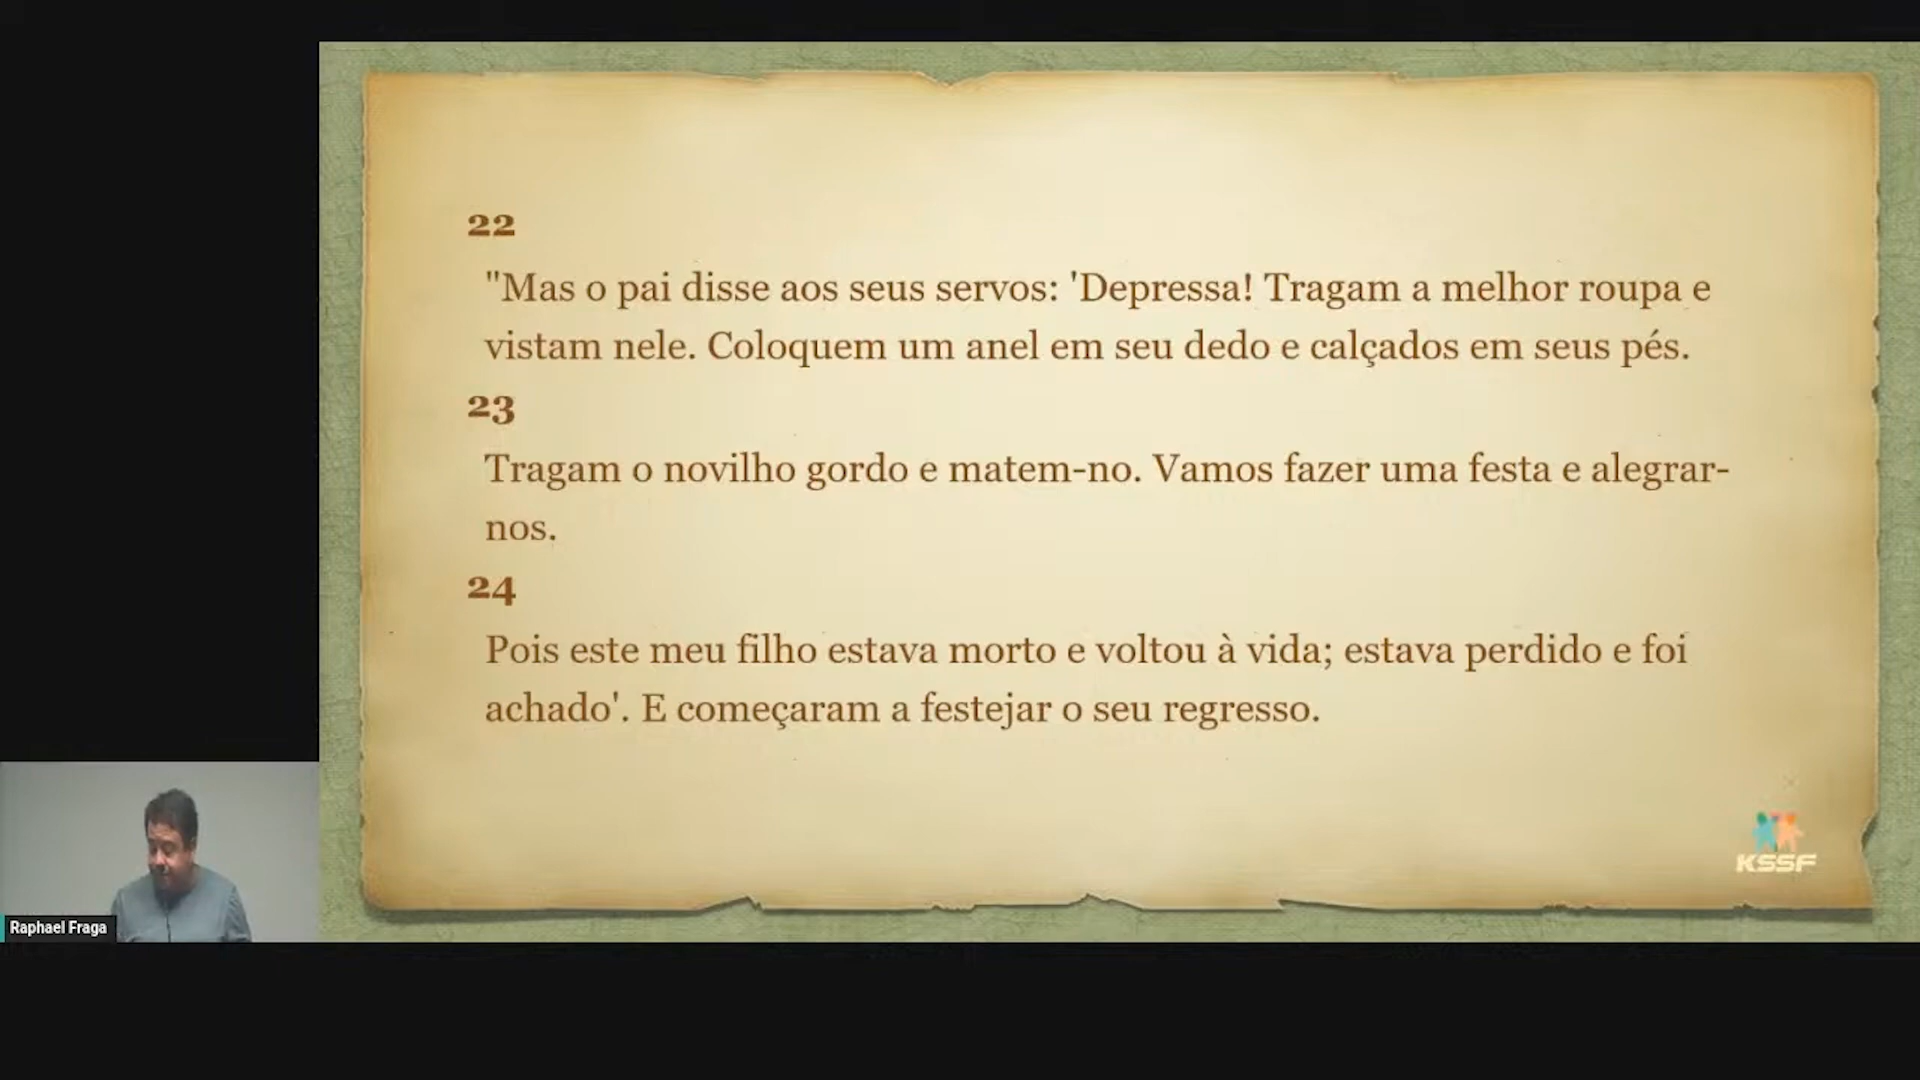 22
"Mas o pai disse aos seus servos: 'Depressa! Tragam a melhor roupa e
vistam nele. Coloquem um anel em seu dedo e calçados em seus pés.
23
Tragam o novilho gordo e matem-no. Vamos fazer uma festa e alegrar-
nos.
24
Pois este meu filho estava morto e voltou à vida; estava perdido e foi
achado'. E começaram a festejar o seu regresso.
KSSF
Raphael Fraga